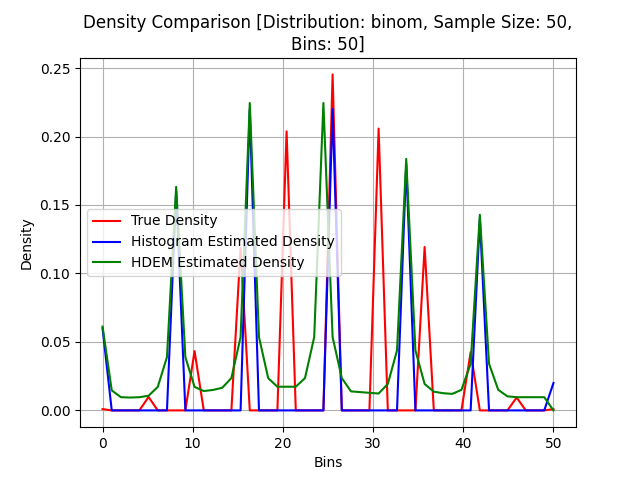 Density Comparison [Distribution: binom, Sample Size: 50,
Bins: 50]
0.25
0.20
0.15
0.10
0.05
0.00
Density
True Density
Histogram Estimated Density
HDEM Estimated Density
0 10 20 30 40 50
Bins